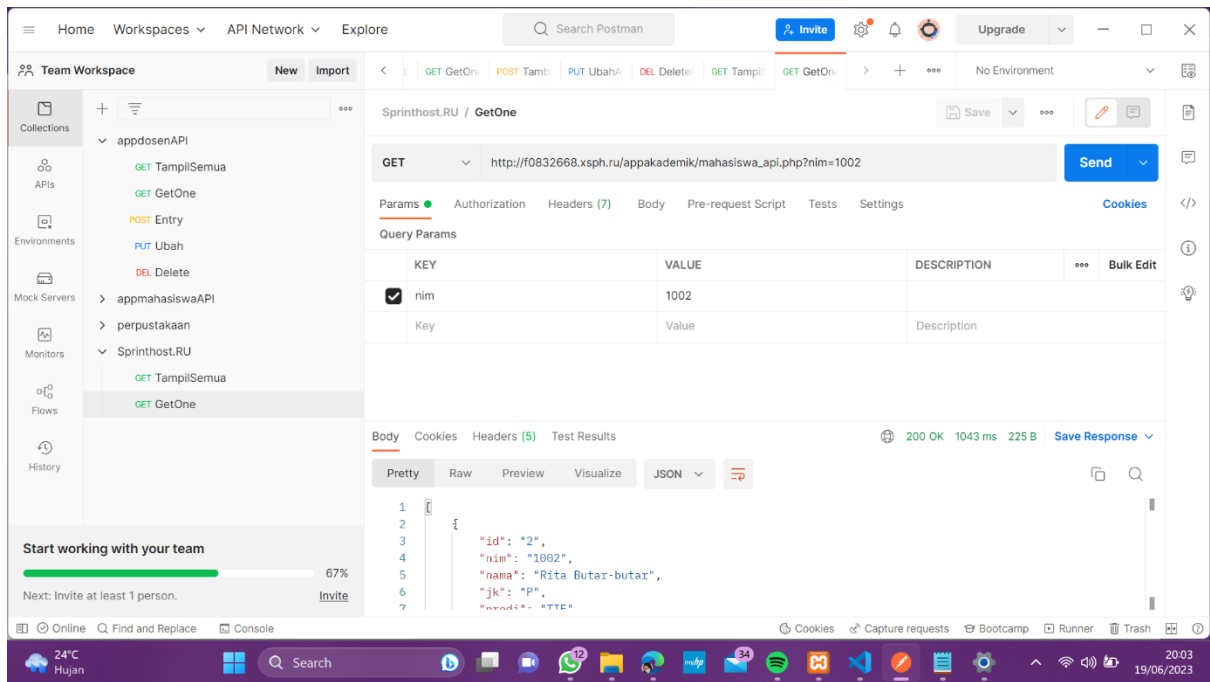 Home Workspaces API Network Explore Search Postman Invite Upgrade
Team Workspace New Import GET GetOn POST Tamb PUT UbahA DEL Delete GET Tampil GET GetOn No Environment
Collections
APIs
Environments
Mock Servers
Monitors
Flows
History
appdosenAPI
GET TampilSemua
GET GetOne
POST Entry
PUT Ubah
DEL Delete
appmahasiswaAPI
perpustakaan
Sprinthost.RU
GET TampilSemua
GET GetOne
Start working with your team
67%
Next: Invite at least 1 person. Invite
Sprinthost.RU / GetOne Save
GET http://f0832668.xsph.ru/appakademik/mahasiswa_api.php?nim=1002 Send
Params Authorization Headers (7) Body Pre-request Script Tests Settings Cookies
Query Params
KEY VALUE DESCRIPTION Bulk Edit
nim 1002
Key Value Description
Body Cookies Headers (5) Test Results 200 OK 1043 ms 225 B Save Response
Pretty Raw Preview Visualize JSON
1 [
2 {
3 "id": "2",
4 "nim": "1002",
5 "nama": "Rita Butar-butar",
6 "jk": "P",
7 "prodi": "TIF"
Online Find and Replace Console Cookies Capture requests Bootcamp Runner Trash
24°C
Hujan
Search
12
34
20:03
19/06/2023